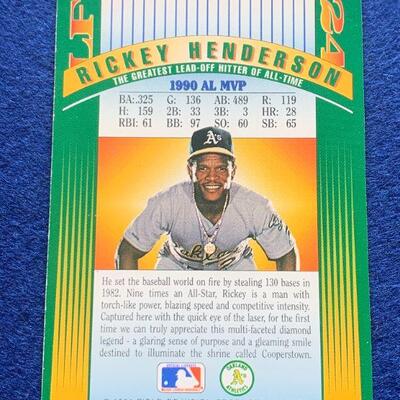 LF
24
RICKEY HENDERSON
THE GREATEST LEAD-OFF HITTER OF ALL-TIME
1990 AL MVP
BA:.325 G: 136 AB: 489 R: 119
H: 159 2B: 33 3B: 3 HR: 28
RBI: 61 BB: 97 SO: 60 SB: 65
A's
He set the baseball world on fire by stealing 130 bases in
1982. Nine times an All-Star, Rickey is a man with
torch-like power, blazing speed and competitive intensity.
Captured here with the quick eye of the laser, for the first
time we can truly appreciate this multi-faceted diamond
legend - a glaring sense of purpose and a gleaming smile
destined to illuminate the shrine called Cooperstown.
A's
OAKLAND
ATHLETICS